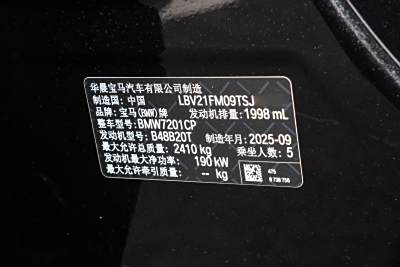 华晨宝马汽车有限公司制造
制造国：中国 LBV21FM09TSJ
品牌：宝马(BMW)牌 发动机排量：1998 mL
整车型号：BMW7201CP
发动机型号：B48B20T 制造年月：2025-09
最大允许总质量：2410 kg 乘坐人数：5
发动机最大净功率：190 kW
最大允许牵引质量：-- kg
475